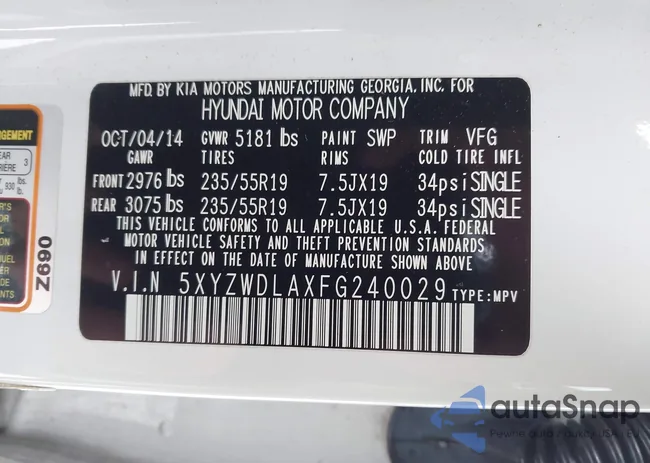 MFD. BY KIA MOTORS MANUFACTURING GEORGIA, INC. FOR
HYUNDAI MOTOR COMPANY
OCT/04/14 GVWR 5181 lbs PAINT SWP TRIM VFG
GAWR TIRES RIMS COLD TIRE INFL
FRONT 2976 lbs 235/55R19 7.5JX19 34psi SINGLE
REAR 3075 lbs 235/55R19 7.5JX19 34psi SINGLE
THIS VEHICLE CONFORMS TO ALL APPLICABLE U.S.A. FEDERAL
MOTOR VEHICLE SAFETY AND THEFT PREVENTION STANDARDS
IN EFFECT ON THE DATE OF MANUFACTURE SHOWN ABOVE.
V.I.N 5XYZWDLAXFG240029 TYPE: MPV
Z690
3
930
lbs.
autoSnap